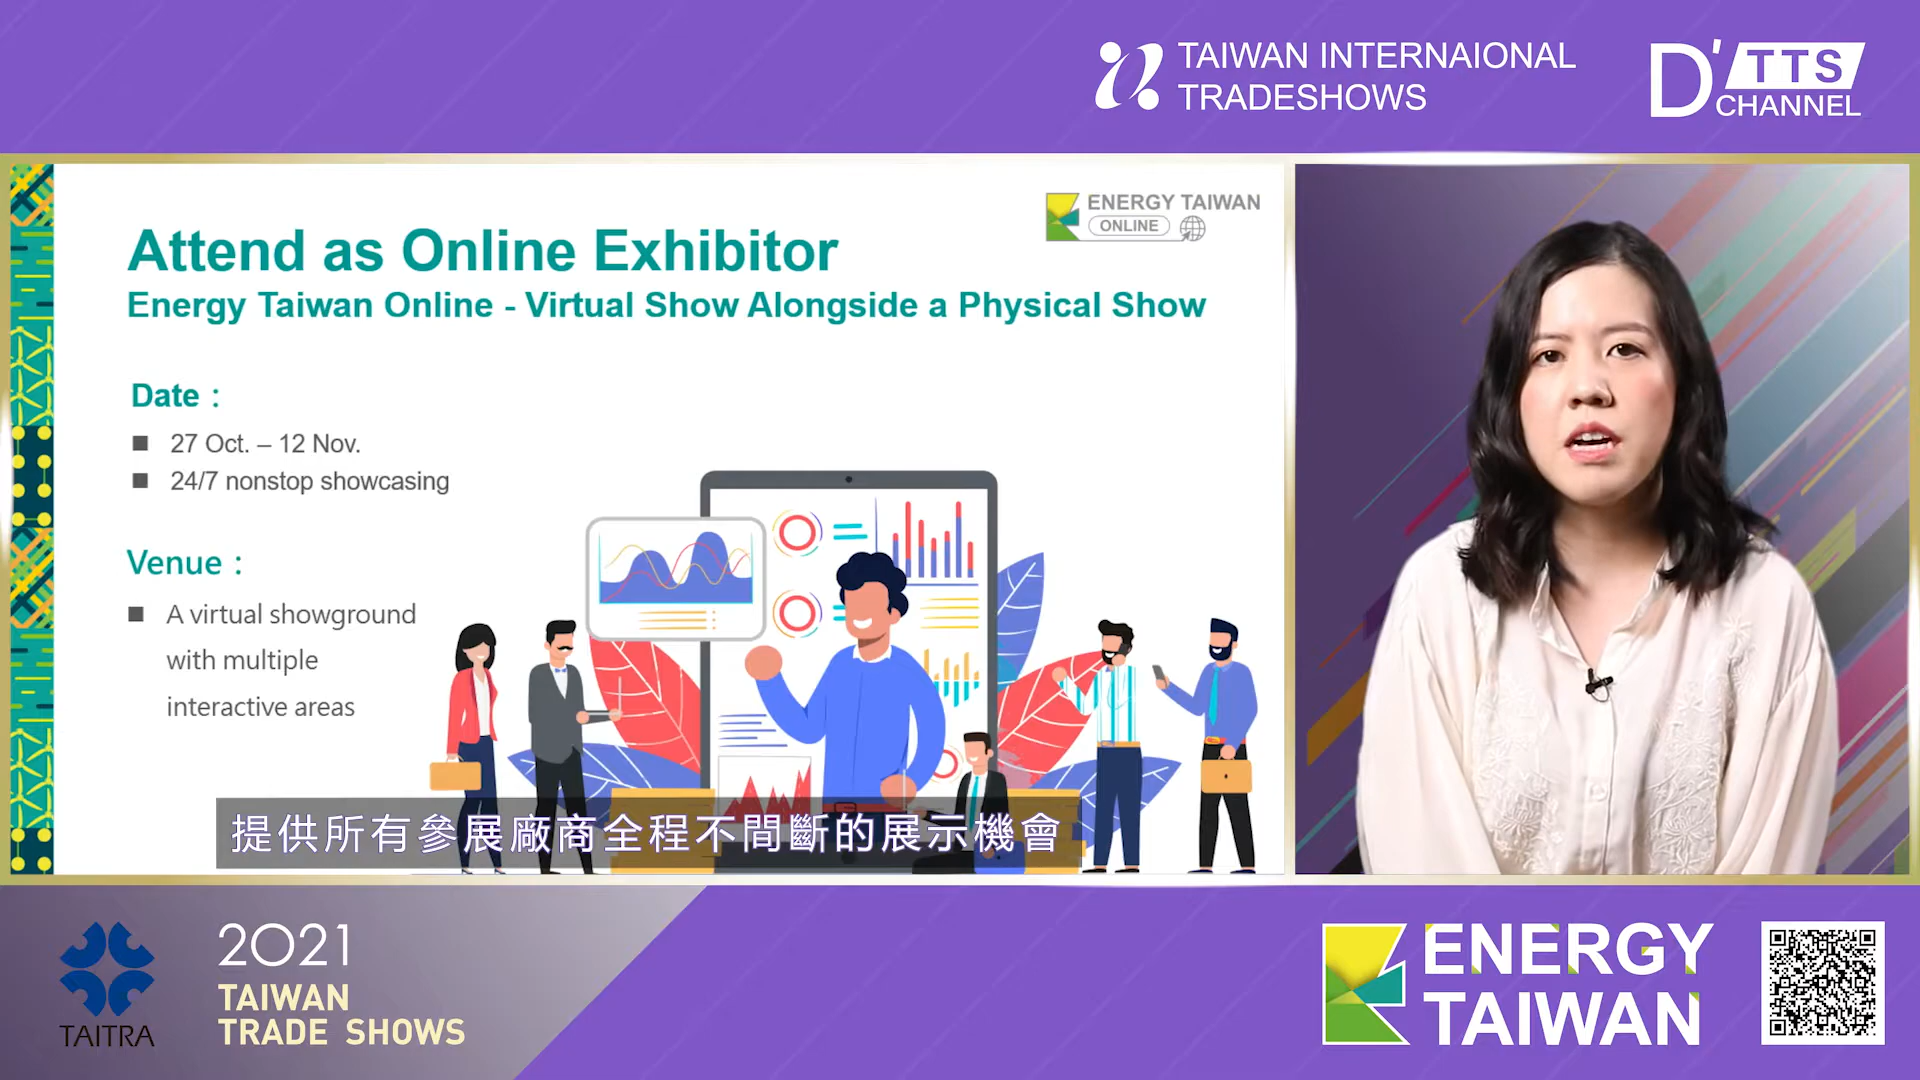 TAIWAN INTERNAIONAL
TRADESHOWS
D'TTS
CHANNEL
ENERGY TAIWAN
ONLINE
Attend as Online Exhibitor
Energy Taiwan Online - Virtual Show Alongside a Physical Show
Date：
■ 27 Oct. – 12 Nov.
■ 24/7 nonstop showcasing
Venue：
■ A virtual showground
with multiple
interactive areas
提供所有參展廠商全程不間斷的展示機會
TAITRA
2021
TAIWAN
TRADE SHOWS
ENERGY
TAIWAN